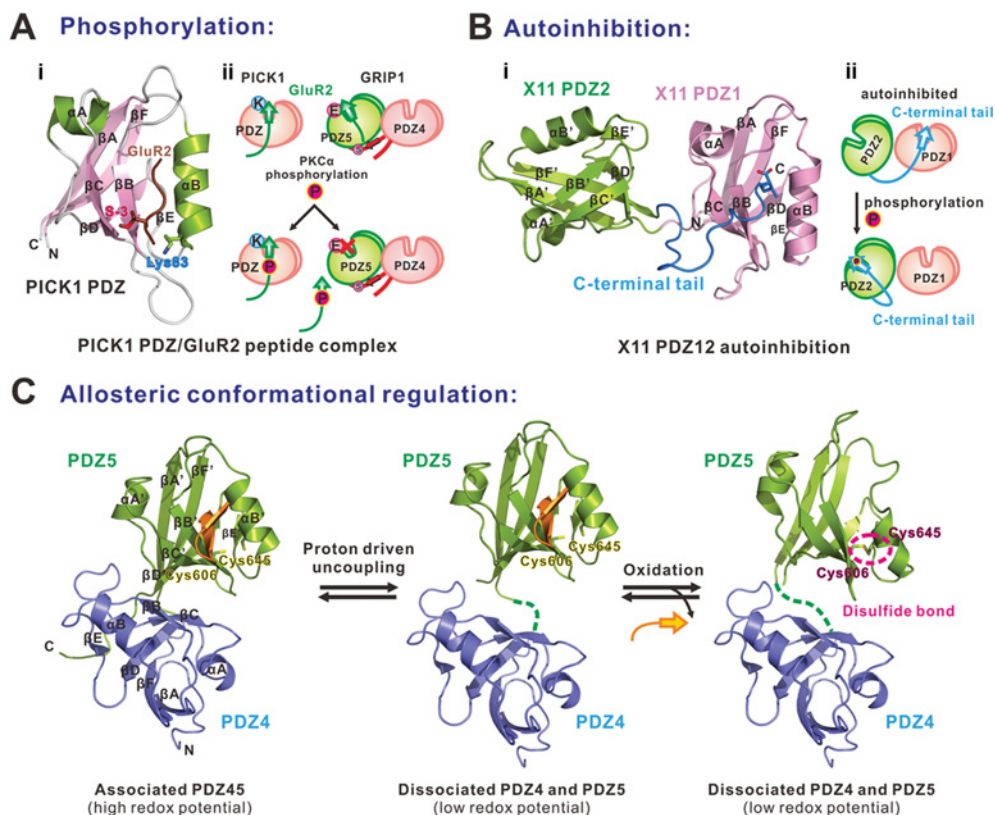 A Phosphorylation:
i
αA
βF
βA
GluR2
βC
βB
αB
S-3
βE
βD
C
N
Lys83
PICK1 PDZ
ii
PICK1
GluR2
GRIP1
K
PDZ
E
PDZ5
PDZ4
PKCα
phosphorylation
P
K
PDZ
P
E
PDZ5
PDZ4
P
PICK1 PDZ/GluR2 peptide complex
B Autoinhibition:
i
X11 PDZ2
X11 PDZ1
αB'
βE'
βF'
βD'
βA'
βB'
βC'
αA'
βA
αA
βF
C
βC
βB
βD
N
αB
βE
C-terminal tail
ii
autoinhibited
C-terminal tail
PDZ2
PDZ1
phosphorylation
P
PDZ2
PDZ1
C-terminal tail
X11 PDZ12 autoinhibition
C Allosteric conformational regulation:
PDZ5
βF'
βA'
αA'
βB'
αB
βE
βC'
Cys645
Cys606
βD'
βB
βC
αB
βE
C
βD
βF
αA
βA
PDZ4
N
Associated PDZ45
(high redox potential)
Proton driven
uncoupling
PDZ5
Cys645
Cys606
PDZ4
Dissociated PDZ4 and PDZ5
(low redox potential)
Oxidation
PDZ5
Cys645
Cys606
Disulfide bond
PDZ4
Dissociated PDZ4 and PDZ5
(low redox potential)